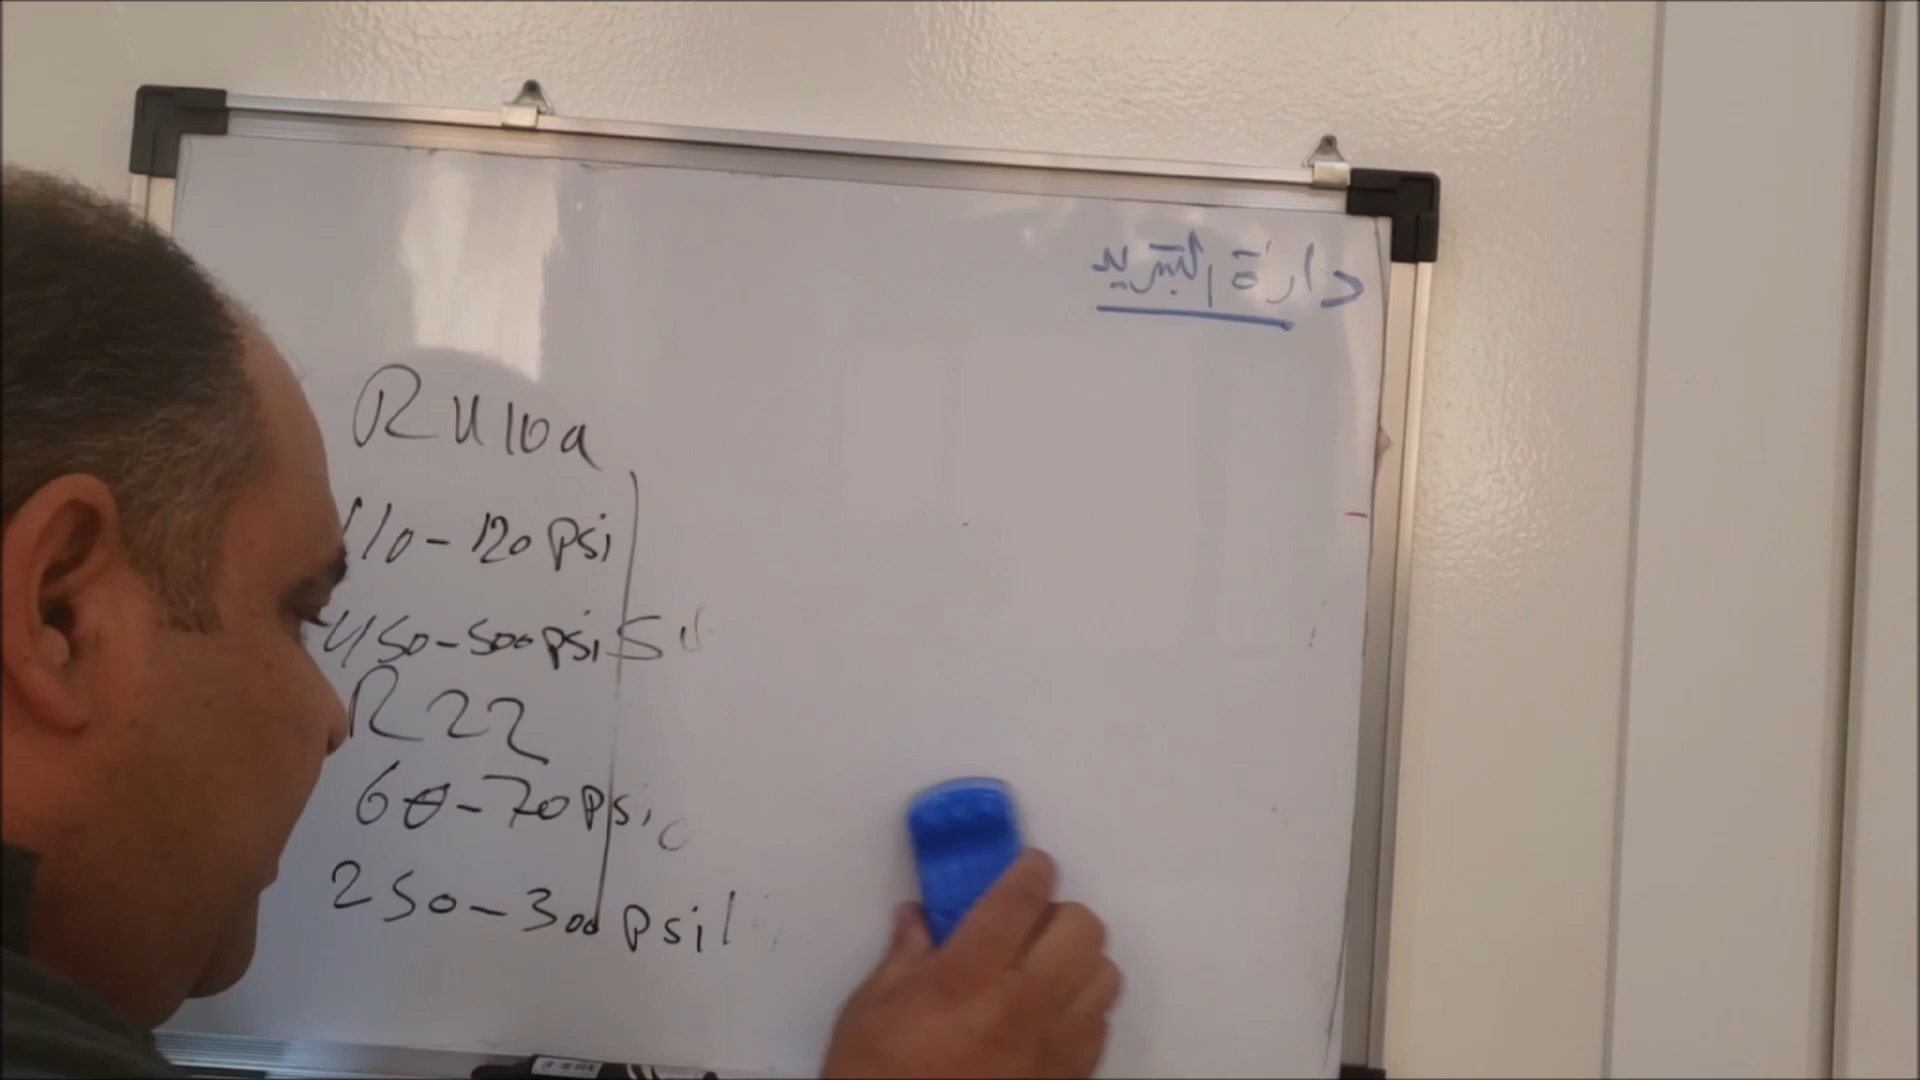 دارة التبريد
R410a
110-120 psi
450-500 psi
R22
60-70 psi
250-300 psi